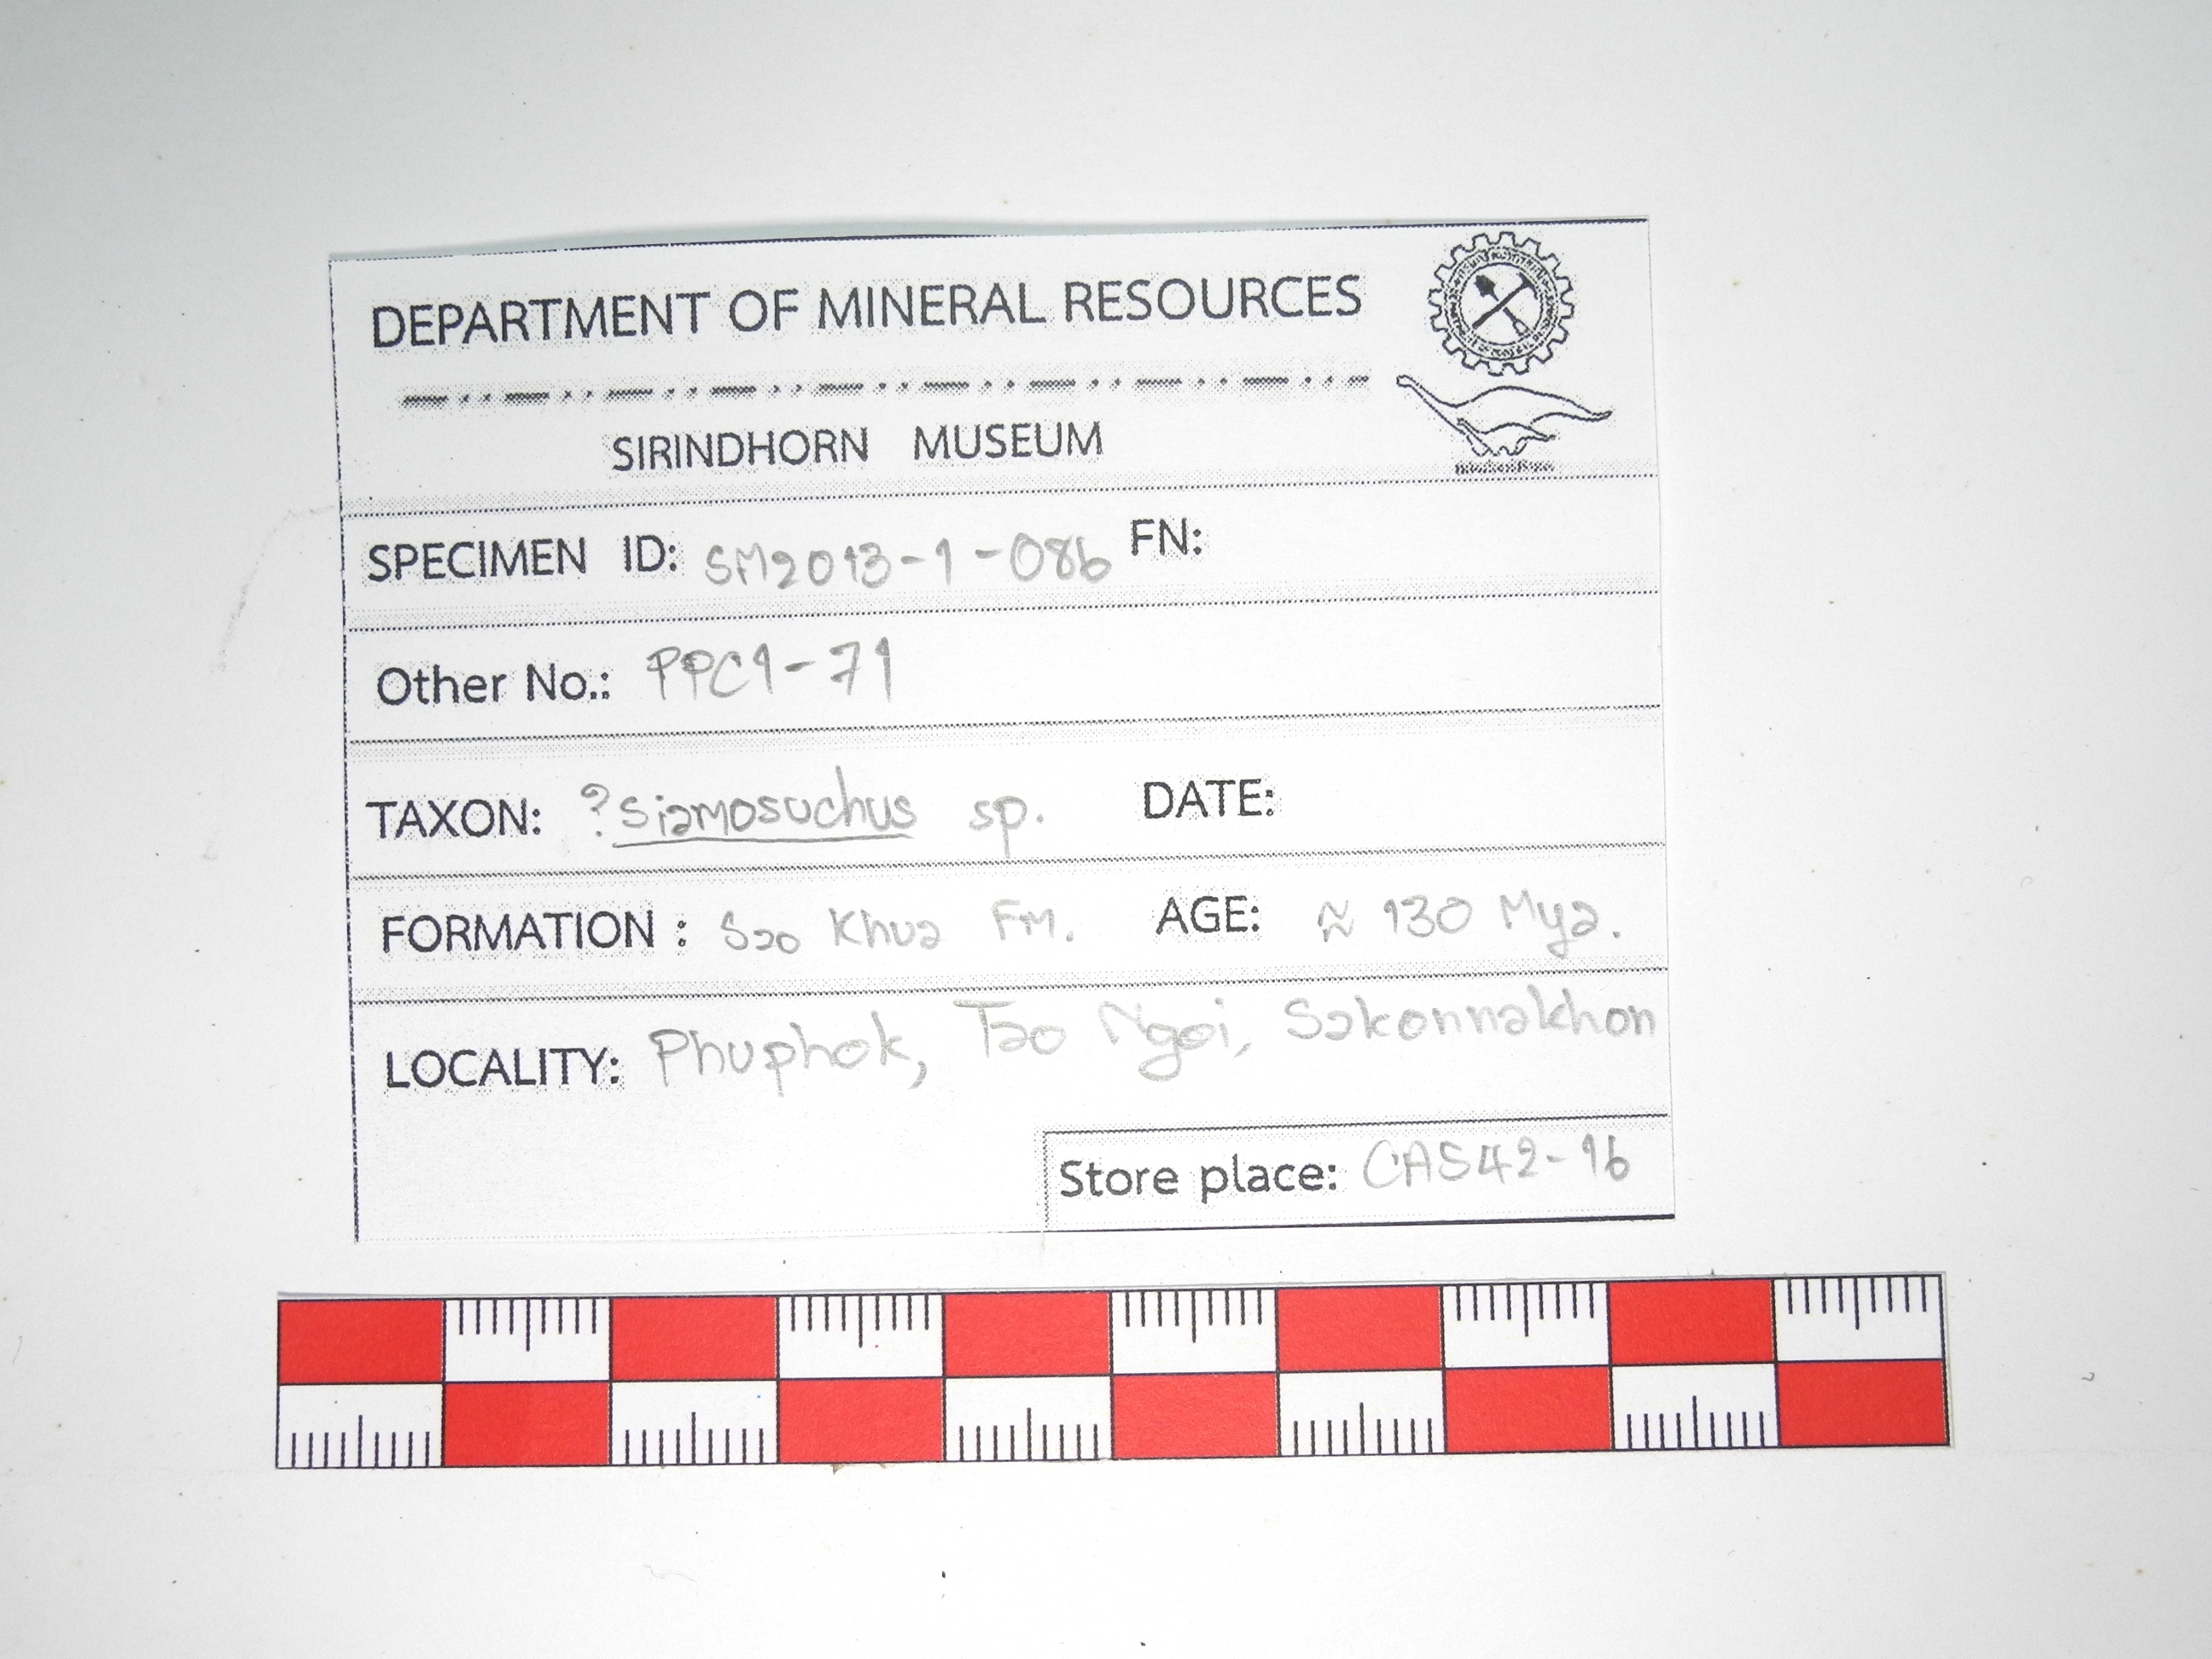 DEPARTMENT OF MINERAL RESOURCES
SIRINDHORN MUSEUM
SPECIMEN ID: SM2013-1-086 FN:
Other No.: PPC1-71
TAXON: ?Siamosuchus sp. DATE:
FORMATION : Sao Khua FM. AGE: ≈ 130 Mya.
LOCALITY: Phuphok, Tao Ngoi, Sakonnakhon
Store place: CAS42-16